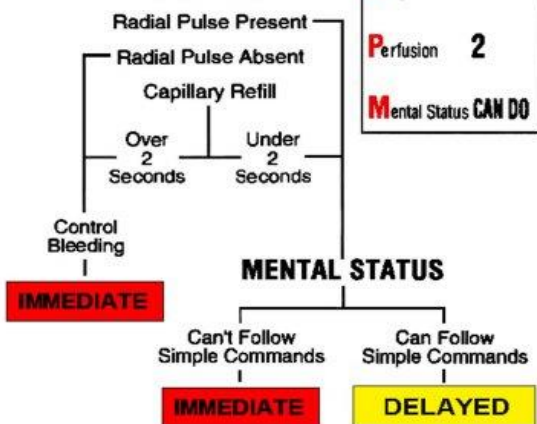 Radial Pulse Present
Radial Pulse Absent
Capillary Refill
Over
2
Seconds
Under
2
Seconds
Control
Bleeding
IMMEDIATE
Perfusion 2
Mental Status CAN DO
MENTAL STATUS
Can't Follow
Simple Commands
IMMEDIATE
Can Follow
Simple Commands
DELAYED